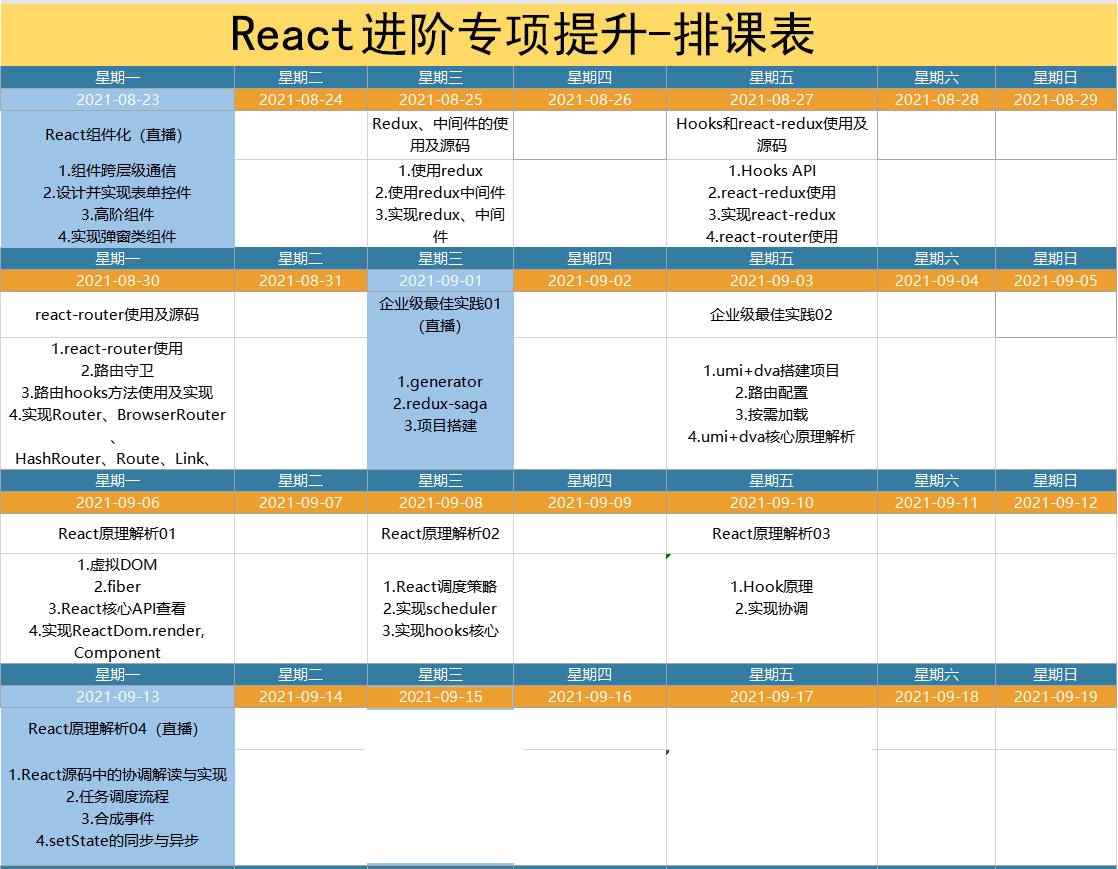 React进阶专项提升-排课表
星期一 星期二 星期三 星期四 星期五 星期六 星期日
2021-08-23 2021-08-24 2021-08-25 2021-08-26 2021-08-27 2021-08-28 2021-08-29
React组件化（直播）
1.组件跨层级通信
2.设计并实现表单控件
3.高阶组件
4.实现弹窗类组件
Redux、中间件的使
用及源码
1.使用redux
2.使用redux中间件
3.实现redux、中间
件
Hooks和react-redux使用及
源码
1.Hooks API
2.react-redux使用
3.实现react-redux
4.react-router使用
星期一 星期二 星期三 星期四 星期五 星期六 星期日
2021-08-30 2021-08-31 2021-09-01 2021-09-02 2021-09-03 2021-09-04 2021-09-05
react-router使用及源码
1.react-router使用
2.路由守卫
3.路由hooks方法使用及实现
4.实现Router、BrowserRouter
、
HashRouter、Route、Link、
企业级最佳实践01
（直播）
1.generator
2.redux-saga
3.项目搭建
企业级最佳实践02
1.umi+dva搭建项目
2.路由配置
3.按需加载
4.umi+dva核心原理解析
星期一 星期二 星期三 星期四 星期五 星期六 星期日
2021-09-06 2021-09-07 2021-09-08 2021-09-09 2021-09-10 2021-09-11 2021-09-12
React原理解析01
1.虚拟DOM
2.fiber
3.React核心API查看
4.实现ReactDom.render,
Component
React原理解析02
1.React调度策略
2.实现scheduler
3.实现hooks核心
React原理解析03
1.Hook原理
2.实现协调
星期一 星期二 星期三 星期四 星期五 星期六 星期日
2021-09-13 2021-09-14 2021-09-15 2021-09-16 2021-09-17 2021-09-18 2021-09-19
React原理解析04（直播）
1.React源码中的协调解读与实现
2.任务调度流程
3.合成事件
4.setState的同步与异步